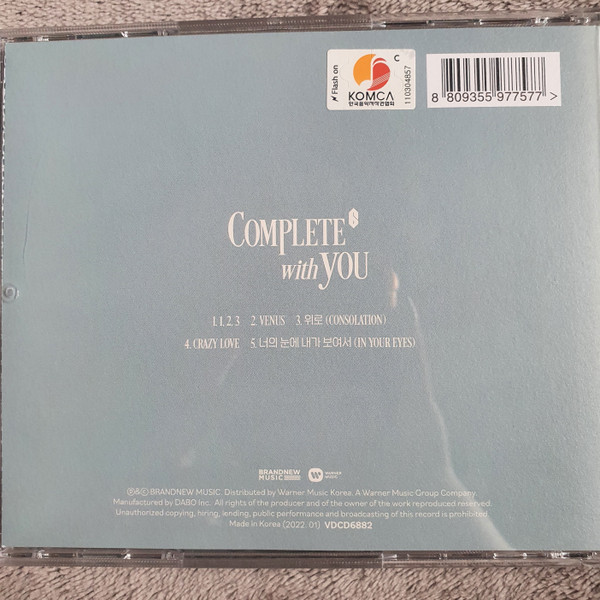 ⚡ Flash on
KOMCA
한국음악저작권협회
C
110304857
8 809355 977577 >
COMPLETE
with YOU
1. 1, 2, 3 2. VENUS 3. 위로 (CONSOLATION)
4. CRAZY LOVE 5. 너의 눈에 내가 보여서 (IN YOUR EYES)
BRANDNEW
MUSIC
WARNER
MUSIC
Ⓟ&Ⓒ BRANDNEW MUSIC. Distributed by Warner Music Korea. A Warner Music Group Company.
Manufactured by DABO Inc. All rights of the producer and of the owner of the work reproduced reserved.
Unauthorized copying, hiring, lending, public performance and broadcasting of this record is prohibited.
Made in Korea (2022. 01) VDCD6882